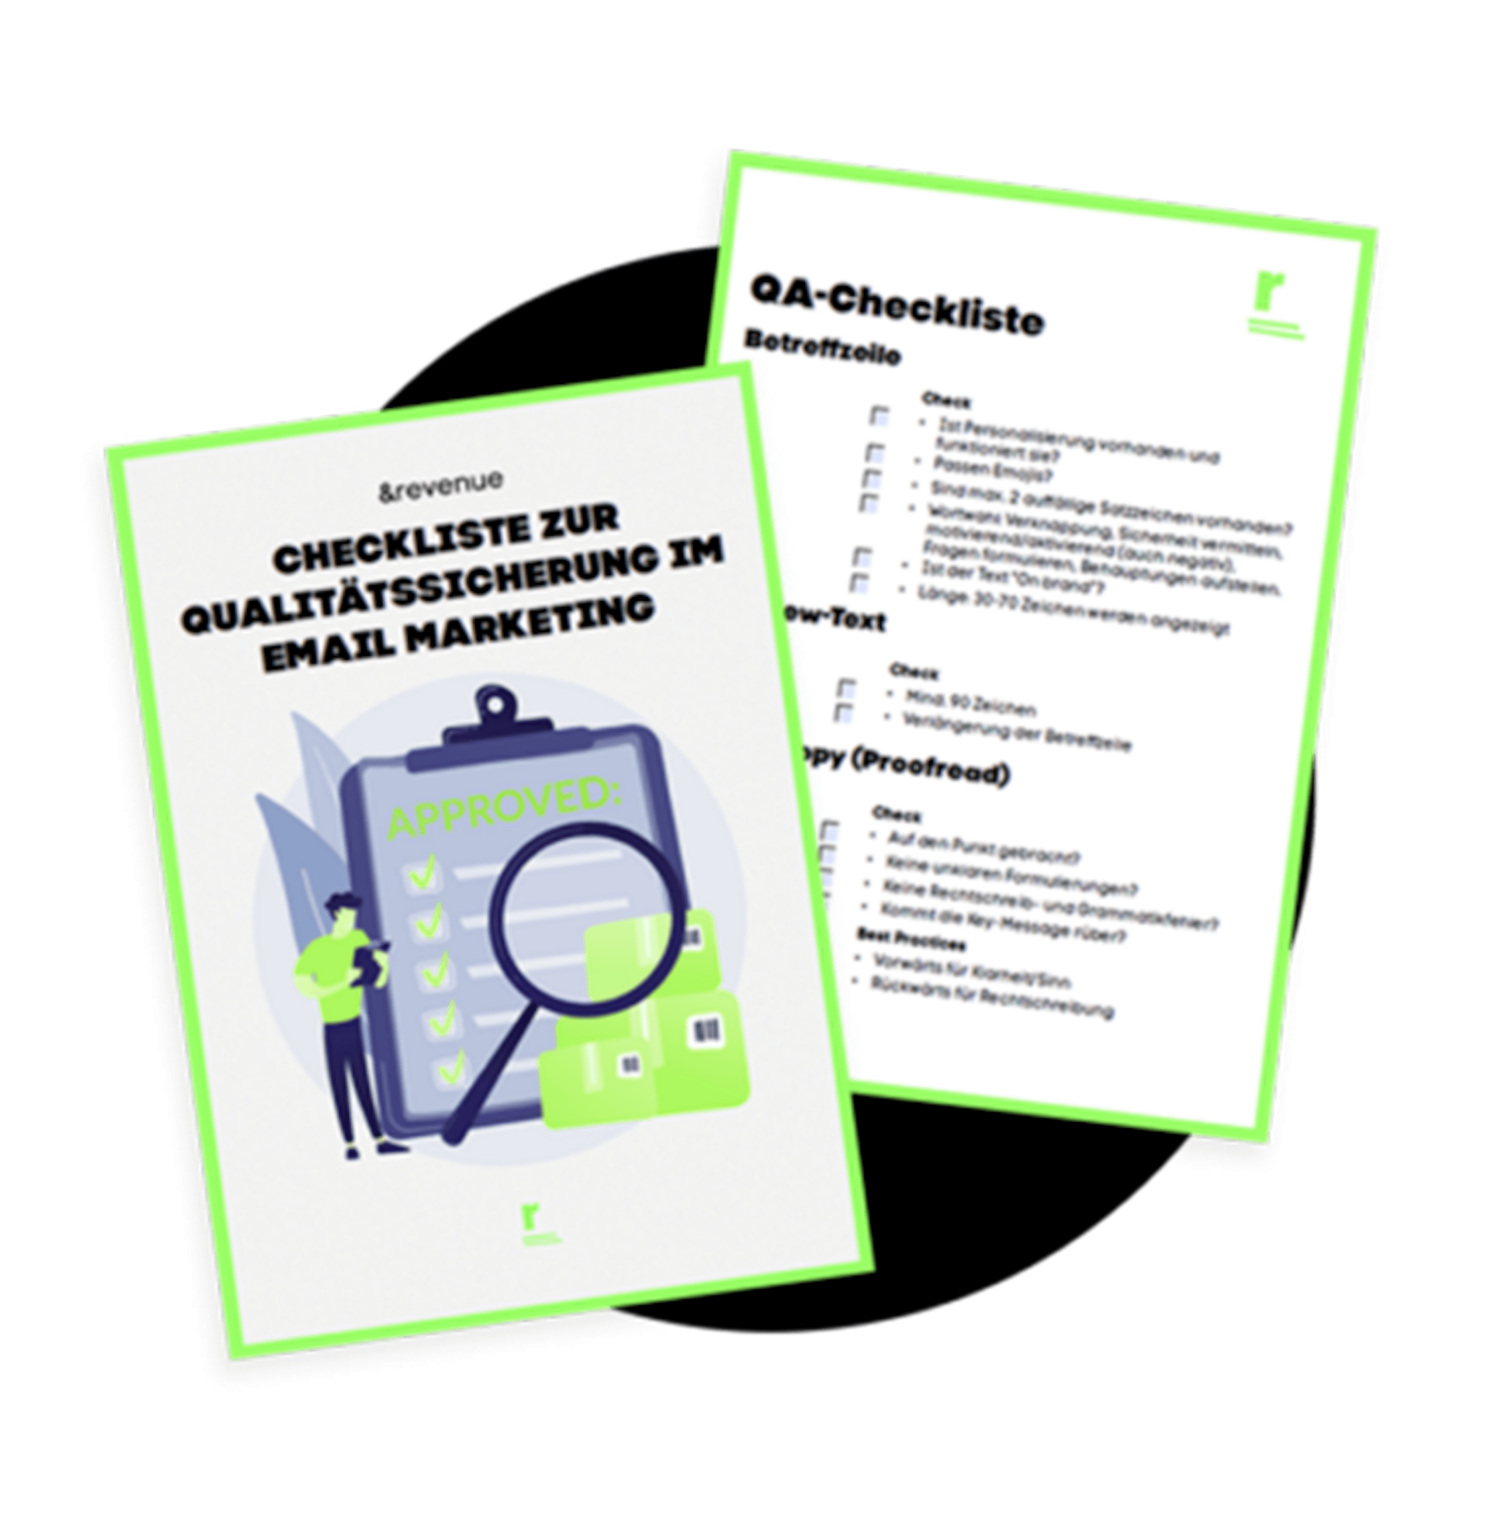 &revenue
CHECKLISTE ZUR
QUALITÄTSSICHERUNG IM
EMAIL MARKETING
APPROVED:
r
QA-Checkliste
r
Betreffzeile
Check
• Ist Personalisierung vorhanden und
funktioniert sie?
• Passen Emojis?
• Sind max. 2 auffällige Satzzeichen vorhanden?
• Verknappung, Sicherheit vermitteln,
motivierend/aktivierend (auch negativ),
Fragen formulieren, Behauptungen aufstellen.
• Ist der Text "On brand"?
• Länge: 30-70 Zeichen werden angezeigt
ew-Text
Check
• Mind. 90 Zeichen
• Verlängerung der Betreffzeile
opy (Proofread)
Check
• Auf den Punkt gebracht?
• Keine unklaren Formulierungen?
• Keine Rechtschreib- und Grammatikfehler?
• Kommt die Key-Message rüber?
Best Practices
• Vorwärts für Klarheit/Sinn
• Rückwärts für Rechtschreibung